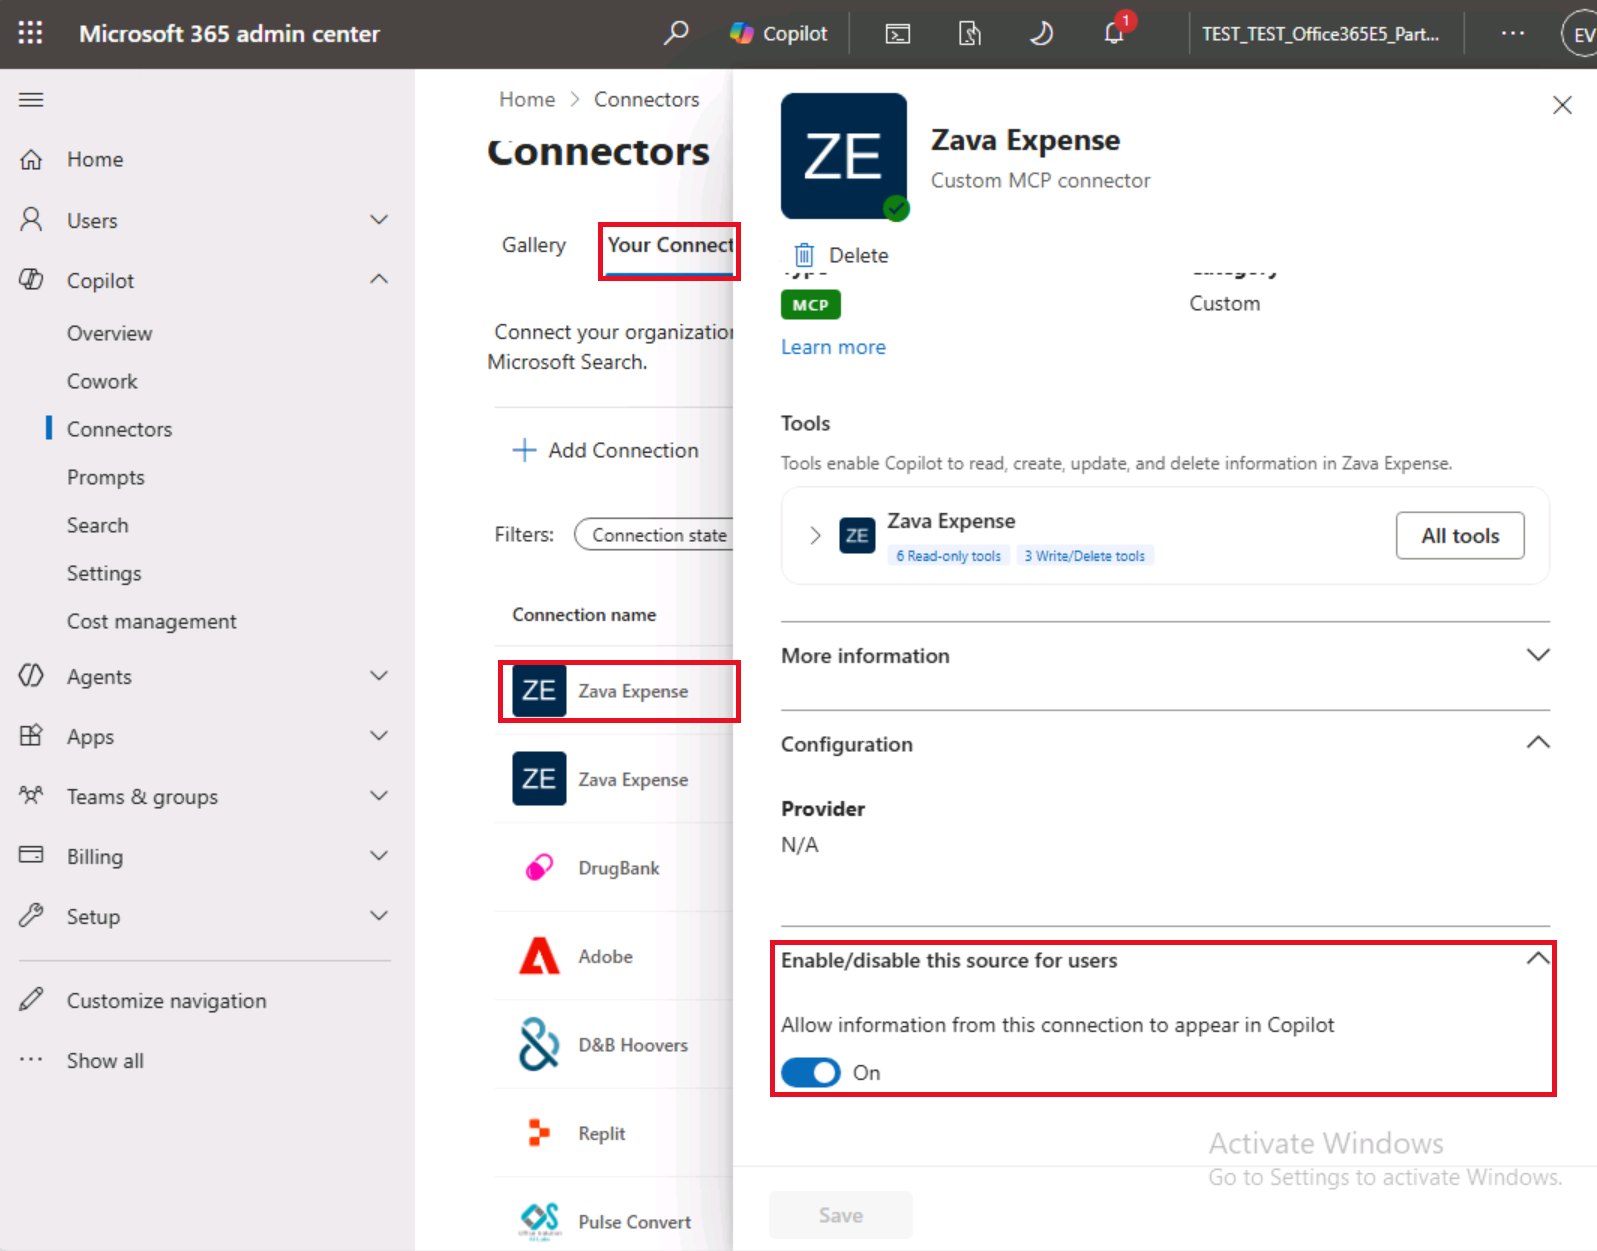 Microsoft 365 admin center
Copilot
1
TEST_TEST_Office365E5_Part...
EV
Home
Users
Copilot
Overview
Cowork
Connectors
Prompts
Search
Settings
Cost management
Agents
Apps
Teams & groups
Billing
Setup
Customize navigation
Show all
Home > Connectors
Connectors
Gallery
Your Connect
Connect your organization
Microsoft Search.
Add Connection
Filters:
Connection state
Connection name
ZE Zava Expense
ZE Zava Expense
DrugBank
Adobe
D&B Hoovers
Replit
Pulse Convert
ZE
Zava Expense
Custom MCP connector
Delete
Type
Category
MCP
Custom
Learn more
Tools
Tools enable Copilot to read, create, update, and delete information in Zava Expense.
ZE
Zava Expense
6 Read-only tools
3 Write/Delete tools
All tools
More information
Configuration
Provider
N/A
Enable/disable this source for users
Allow information from this connection to appear in Copilot
On
Activate Windows
Go to Settings to activate Windows.
Save